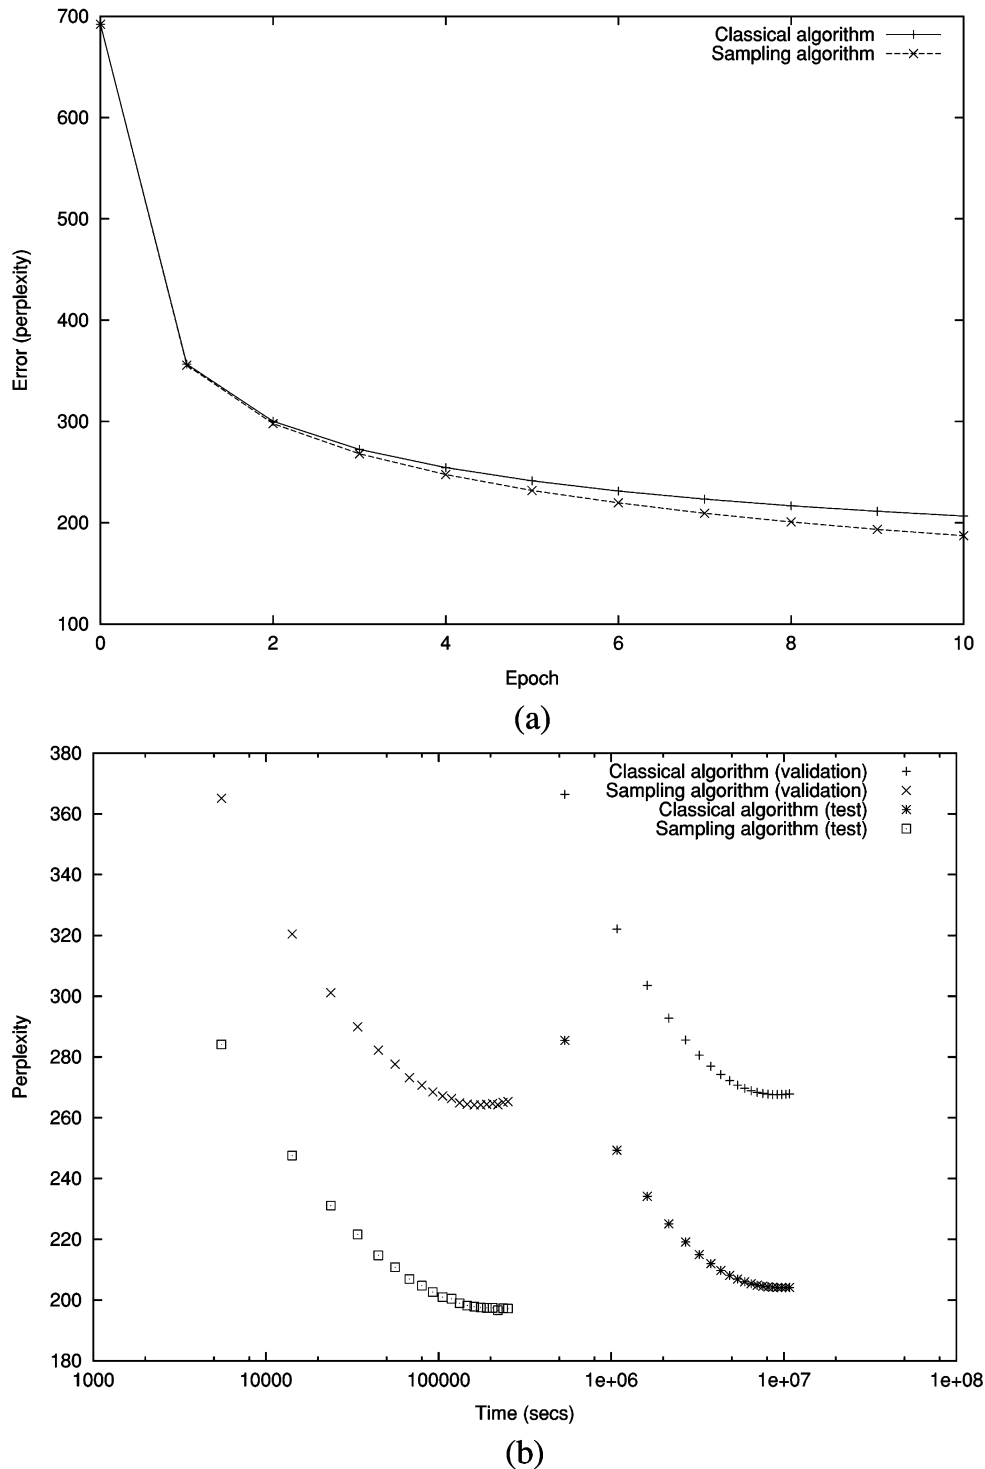 700
600
500
400
300
200
100
0 2 4 6 8 10
Error (perplexity)
Epoch
Classical algorithm
Sampling algorithm
(a)
380
360
340
320
300
280
260
240
220
200
180
1000 10000 100000 1e+06 1e+07 1e+08
Perplexity
Time (secs)
Classical algorithm (validation)
Sampling algorithm (validation)
Classical algorithm (test)
Sampling algorithm (test)
(b)